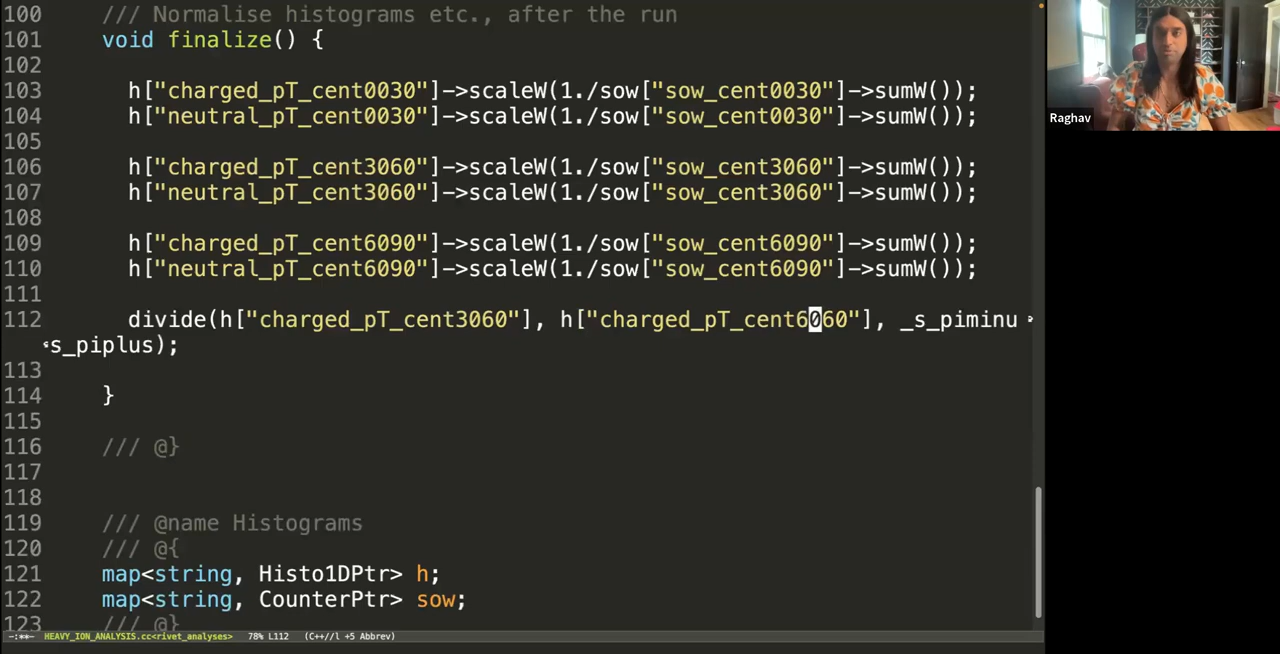 100 /// Normalise histograms etc., after the run
101 void finalize() {
102
103 h["charged_pT_cent0030"]->scaleW(1./sow["sow_cent0030"]->sumW());
104 h["neutral_pT_cent0030"]->scaleW(1./sow["sow_cent0030"]->sumW());
105
106 h["charged_pT_cent3060"]->scaleW(1./sow["sow_cent3060"]->sumW());
107 h["neutral_pT_cent3060"]->scaleW(1./sow["sow_cent3060"]->sumW());
108
109 h["charged_pT_cent6090"]->scaleW(1./sow["sow_cent6090"]->sumW());
110 h["neutral_pT_cent6090"]->scaleW(1./sow["sow_cent6090"]->sumW());
111
112 divide(h["charged_pT_cent3060"], h["charged_pT_cent6060"], _s_piminu
s_piplus);
113
114 }
115
116 /// @}
117
118
119 /// @name Histograms
120 /// @{
121 map<string, Histo1DPtr> h;
122 map<string, CounterPtr> sow;
123 /// @}
-:**- HEAVY_ION_ANALYSIS.cc<rivet_analyses> 78% L112 (C++//l +5 Abbrev)
Raghav